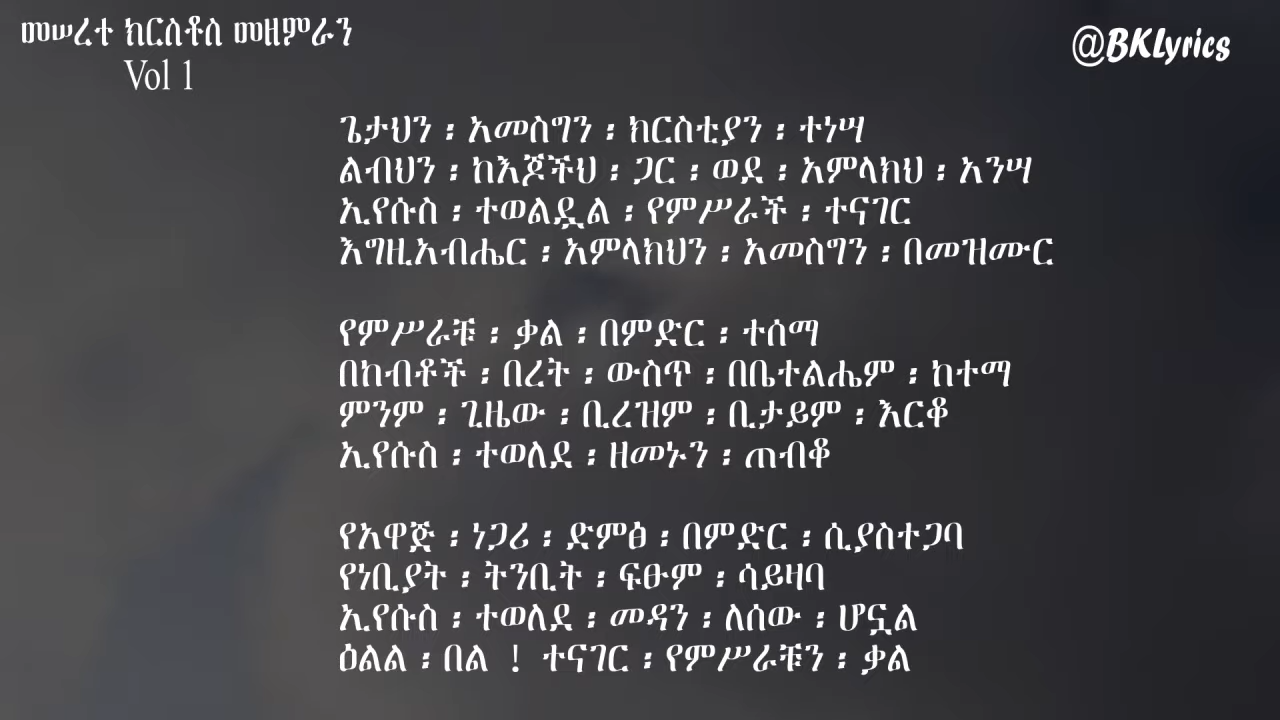 መሠረተ ክርስቶስ መዘምራን
Vol 1
@BKLyrics
ጌታህን ፡ አመስግን ፡ ክርስቲያን ፡ ተነሣ
ልብህን ፡ ከእጆችህ ፡ ጋር ፡ ወደ ፡ አምላክህ ፡ አንሣ
ኢየሱስ ፡ ተወልዷል ፡ የምሥራች ፡ ተናገር
እግዚአብሔር ፡ አምላክህን ፡ አመስግን ፡ በመዝሙር
የምሥራቹ ፡ ቃል ፡ በምድር ፡ ተሰማ
በከብቶች ፡ በረት ፡ ውስጥ ፡ በቤተልሔም ፡ ከተማ
ምንም ፡ ጊዜው ፡ ቢረዝም ፡ ቢታይም ፡ እርቆ
ኢየሱስ ፡ ተወለደ ፡ ዘመኑን ፡ ጠብቆ
የአዋጅ ፡ ነጋሪ ፡ ድምፅ ፡ በምድር ፡ ሲያስተጋባ
የነቢያት ፡ ትንቢት ፡ ፍፁም ፡ ሳይዛባ
ኢየሱስ ፡ ተወለደ ፡ መዳን ፡ ለሰው ፡ ሆኗል
ዕልል ፡ በል ! ተናገር ፡ የምሥራቹን ፡ ቃል